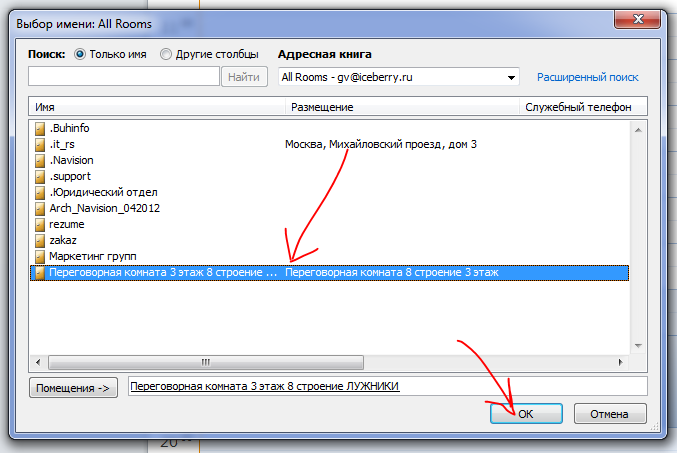 Выбор имени: All Rooms
Поиск: Только имя Другие столбцы Адресная книга
Найти All Rooms - gv@iceberry.ru Расширенный поиск
Имя Размещение Служебный телефон
.Buhinfo
.it_rs Москва, Михайловский проезд, дом 3
.Navision
.support
.Юридический отдел
Arch_Navision_042012
rezume
zakaz
Маркетинг групп
Переговорная комната 3 этаж 8 строение ... Переговорная комната 8 строение 3 этаж
Помещения -> Переговорная комната 3 этаж 8 строение ЛУЖНИКИ
OK Отмена
20